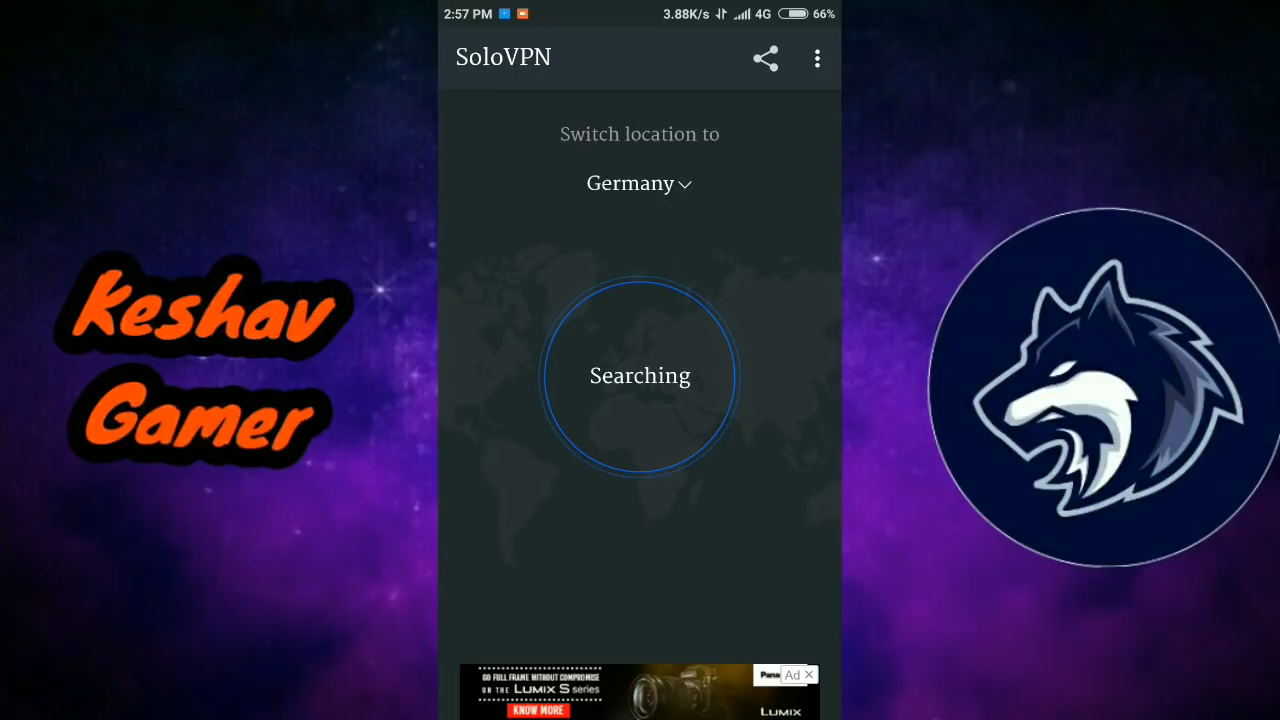 2:57 PM
3.88K/s 4G 66%
SoloVPN
Switch location to
Germany
Keshav
Gamer
Searching
GO FULL FRAME WITHOUT COMPROMISE
ON THE LUMIX S series
KNOW MORE
Pana
Ad
LUMIX